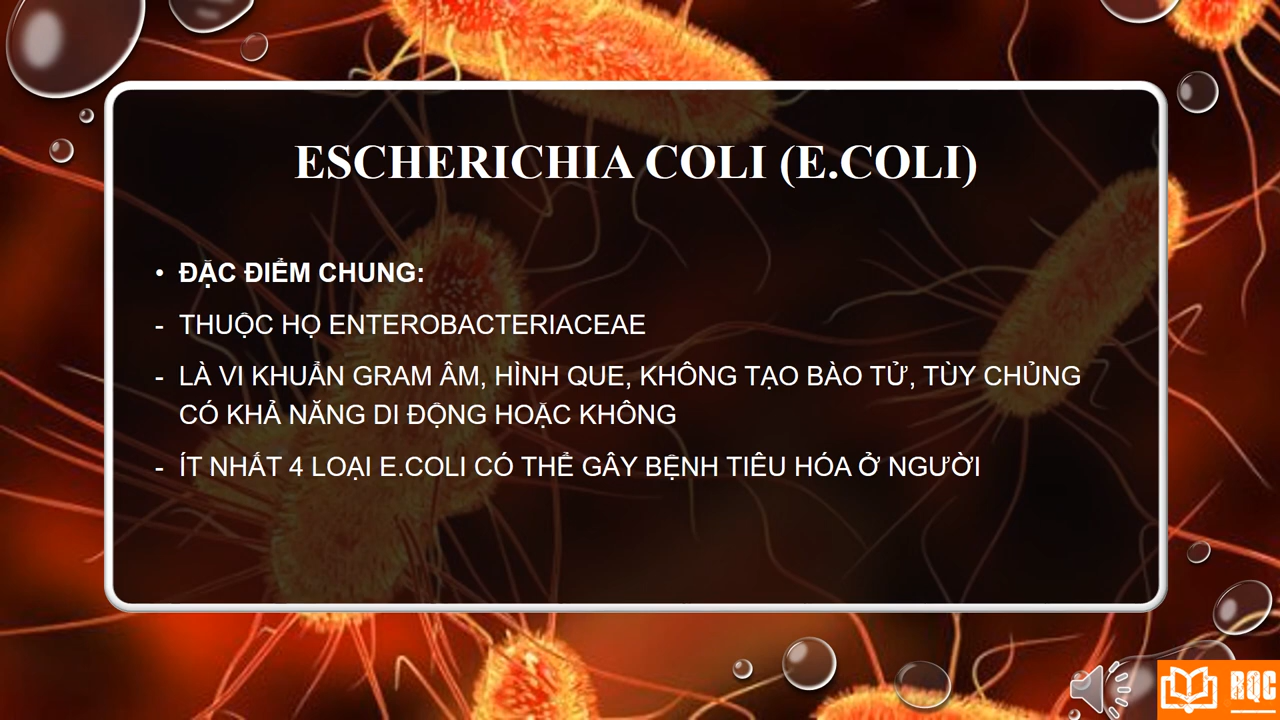 ESCHERICHIA COLI (E.COLI)
• ĐẶC ĐIỂM CHUNG:
- THUỘC HỌ ENTEROBACTERIACEAE
- LÀ VI KHUẨN GRAM ÂM, HÌNH QUE, KHÔNG TẠO BÀO TỬ, TÙY CHỦNG
CÓ KHẢ NĂNG DI ĐỘNG HOẶC KHÔNG
- ÍT NHẤT 4 LOẠI E.COLI CÓ THỂ GÂY BỆNH TIÊU HÓA Ở NGƯỜI
RQC